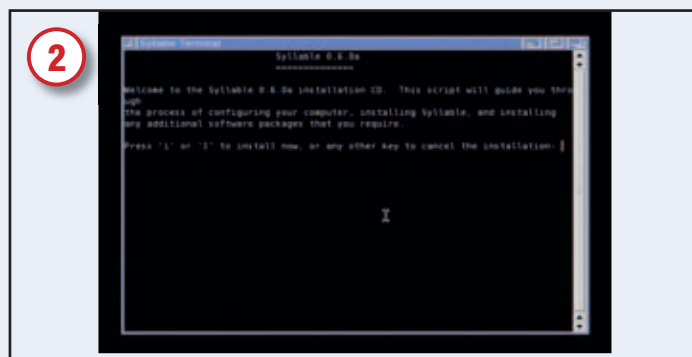 2
Syllable Terminal
Syllable 0.6.0a
Welcome to the Syllable 0.6.0a installation CD. This script will guide you thro
ugh
the process of configuring your computer, installing Syllable, and installing
any additional software packages that you require.
Press 'i' or 'I' to install now, or any other key to cancel the installation: